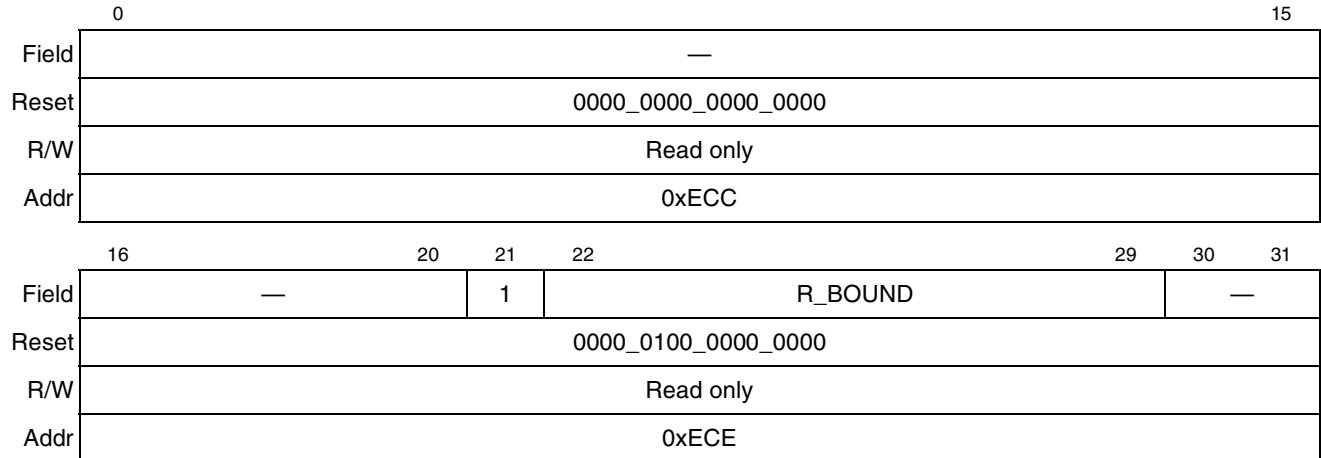 0 15
Field —
Reset 0000_0000_0000_0000
R/W Read only
Addr 0xECC
16 20 21 22 29 30 31
Field — 1 R_BOUND —
Reset 0000_0100_0000_0000
R/W Read only
Addr 0xECE